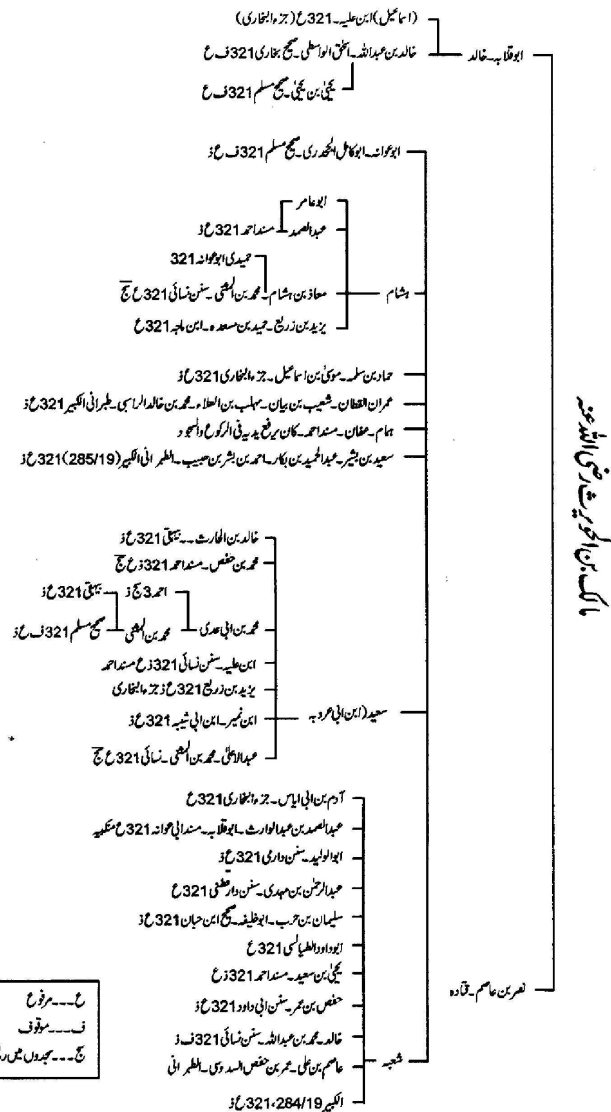 مالک بن الحویرث رضی اللہ عنہ
ابوقلابہ۔خالد
(اسماعیل) ابن علیہ۔321ع (جزء البخاری)
خالد بن عبداللہ۔اسحٰق الواسطی۔صحیح بخاری 321ف ع
یحییٰ بن یحییٰ۔صحیح مسلم 321ف ع
نصر بن عاصم۔قتادہ
ابوعوانہ۔ابوکامل الجحدری۔صحیح مسلم 321ف ع ذ
ہشام
ابوعامر
عبدالصمد۔مسند احمد 321ع ذ
حمیدی ابوعوانہ 321
معاذ بن ہشام۔محمد بن المثنی۔سنن نسائی 321ع سج
یزید بن زریع۔حمید بن مسعدہ۔ابن ماجہ 321ع
حماد بن سلمہ۔موسیٰ بن اسماعیل۔جزء البخاری 321ع ذ
عمران القطان۔شعیب بن بیان۔مہلب بن العلاء۔محمد بن خالد الراسبی۔طبرانی الکبیر 321ع ذ
ہمام۔عفان۔مسند احمد۔کان یرفع یدیہ فی الرکوع والسجود
سعید بن بشیر۔عبدالحمید بن بکار۔احمد بن بشر بن حبیب۔الطبرانی الکبیر (285/19) 321ع ذ
سعید (ابن ابی عروبہ
خالد بن الحارث۔۔بیہقی 321ع ذ
محمد بن حفص۔مسند احمد 321ذ ع سج
احمد 3 سج ذ
بیہقی 321ع ذ
محمد بن ابی عدی
محمد بن المثنی
صحیح مسلم 321ف ع ذ
ابن علیہ۔سنن نسائی 321ذ ع مسند احمد
یزید بن زریع 321ع ذ جزء البخاری
ابن نمیر۔ابن ابی شیبہ 321ع ذ
عبدالاعلیٰ۔محمد بن المثنی۔نسائی 321ع سج
شعبہ
آدم بن ابی ایاس۔جزء البخاری 321ع
عبدالصمد بن عبدالوارث۔ابوقلابہ۔مسند ابی عوانہ 321ع منکبیہ
ابوالولید۔سنن دارمی 321ع ذ
عبدالرحمٰن بن مہدی۔سنن دارقطنی 321ع
سلیمان بن حرب۔ابوخلیفہ۔صحیح ابن حبان 321ع ذ
ابوداود الطیالسی 321ع
یحییٰ بن سعید۔مسند احمد 321ذ ع
حفص بن عمر۔سنن ابی داود 321ع ذ
خالد۔محمد بن عبداللہ۔سنن نسائی 321ف ذ
عاصم بن علی۔عمر بن حفص السدوسی۔الطبرانی
الکبیر 284/19، 321ع ذ
ع۔۔۔مرفوع
ف۔۔۔موقوف
سج۔۔۔سجدوں میں